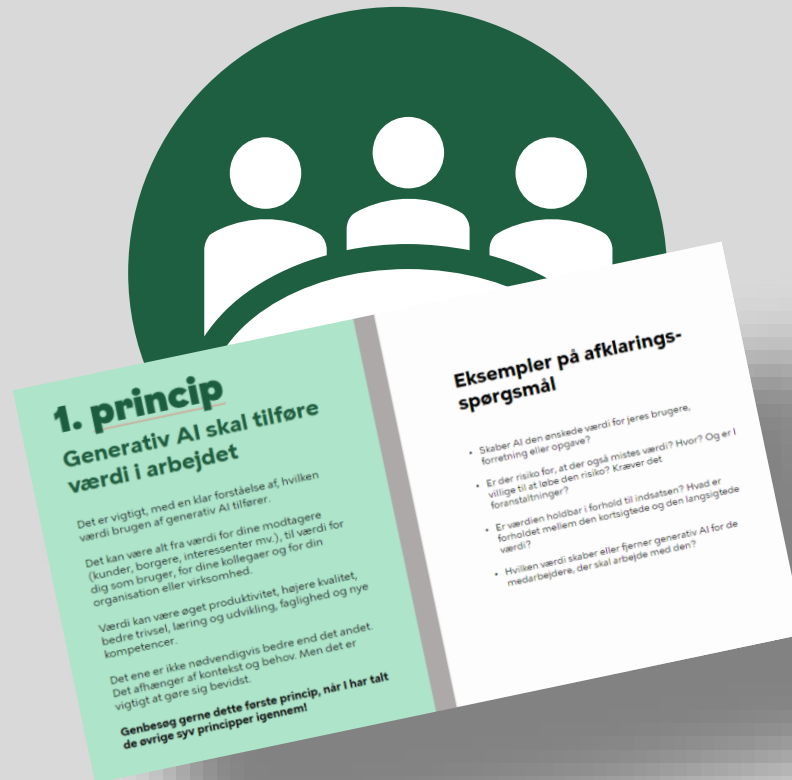 1. princip
Generativ AI skal tilføre
værdi i arbejdet
Det er vigtigt, med en klar forståelse af, hvilken
værdi brugen af generativ AI tilfører.
Det kan være alt fra værdi for dine modtagere
(kunder, borgere, interessenter mv.), til værdi for
dig som bruger, for dine kollegaer og for din
organisation eller virksomhed.
Værdi kan være øget produktivitet, højere kvalitet,
bedre trivsel, læring og udvikling, faglighed og nye
kompetencer.
Det ene er ikke nødvendigvis bedre end det andet.
Det afhænger af kontekst og behov. Men det er
vigtigt at gøre sig bevidst.
Genbesøg gerne dette første princip, når I har talt
de øvrige syv principper igennem!
Eksempler på afklarings-
spørgsmål
• Skaber AI den ønskede værdi for jeres brugere,
forretning eller opgave?
• Er der risiko for, at der også mistes værdi? Hvor? Og er I
villige til at løbe den risiko? Kræver det
foranstaltninger?
• Er værdien holdbar i forhold til indsatsen? Hvad er
forholdet mellem den kortsigtede og den langsigtede
værdi?
• Hvilken værdi skaber eller fjerner generativ AI for de
medarbejdere, der skal arbejde med den?